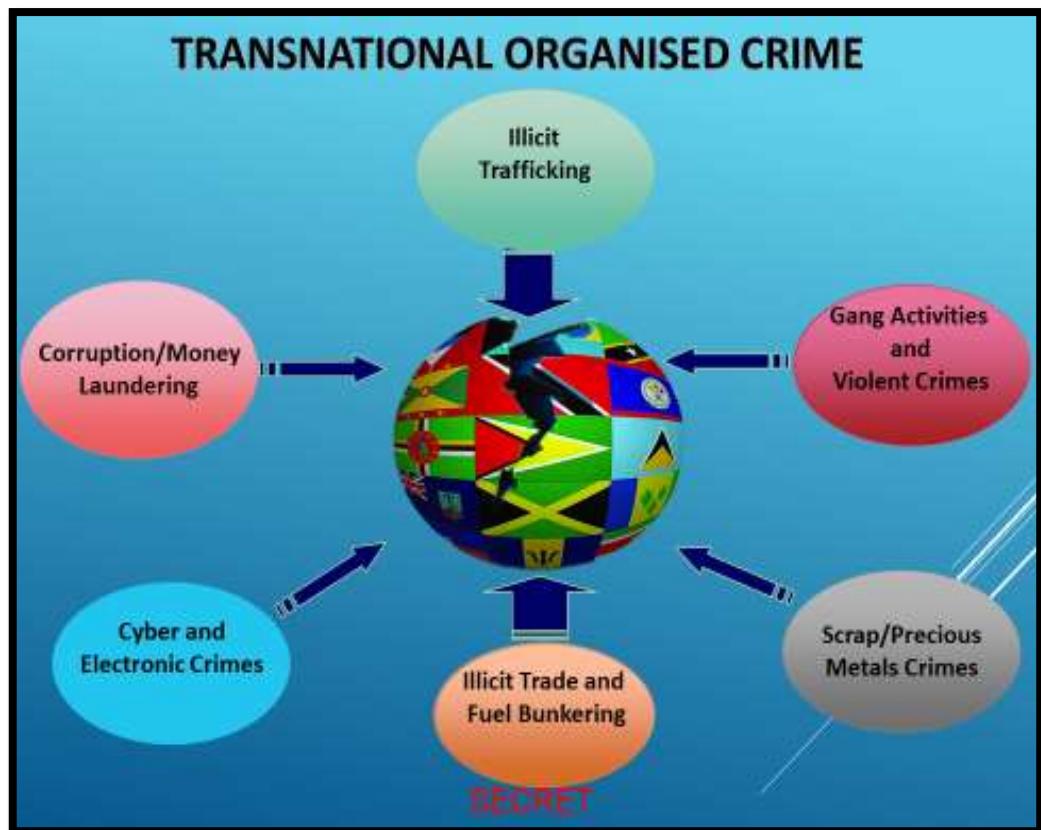 TRANSNATIONAL ORGANISED CRIME
Illicit
Trafficking
Corruption/Money
Laundering
Gang Activities
and
Violent Crimes
Cyber and
Electronic Crimes
Illicit Trade and
Fuel Bunkering
Scrap/Precious
Metals Crimes
SECRET